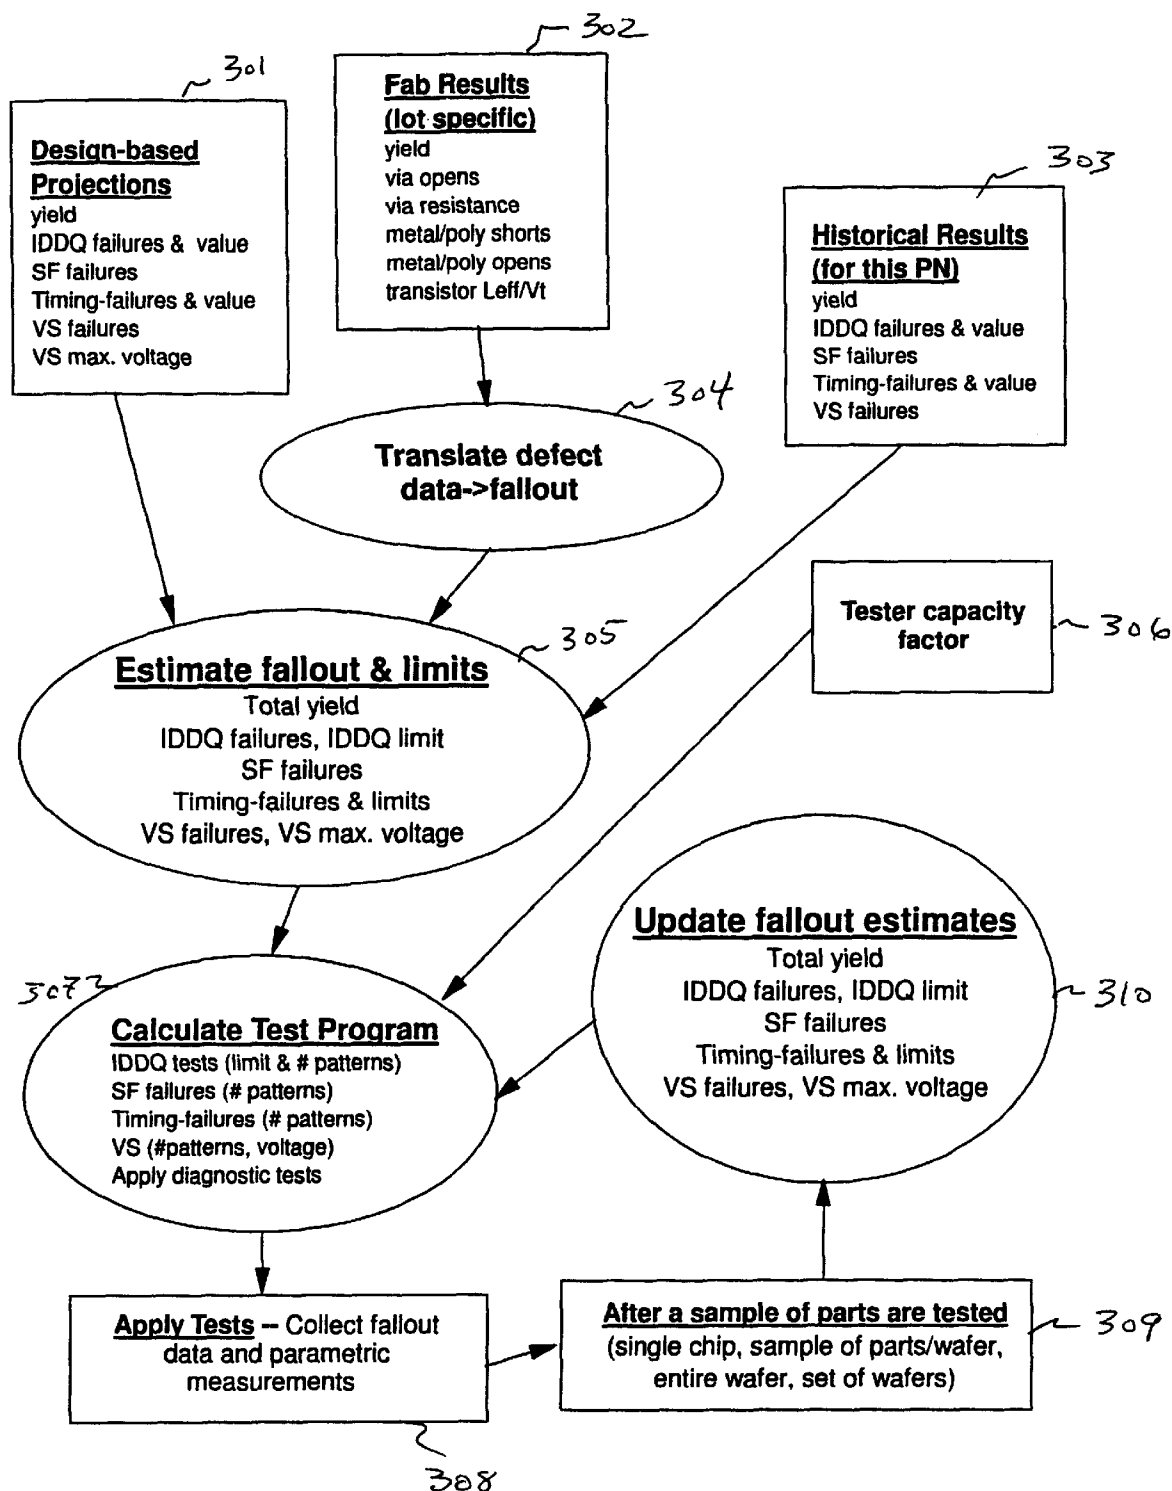 301
Design-based
Projections
yield
IDDQ failures & value
SF failures
Timing-failures & value
VS failures
VS max. voltage
302
Fab Results
(lot specific)
yield
via opens
via resistance
metal/poly shorts
metal/poly opens
transistor Leff/Vt
303
Historical Results
(for this PN)
yield
IDDQ failures & value
SF failures
Timing-failures & value
VS failures
304
Translate defect
data->fallout
305
Estimate fallout & limits
Total yield
IDDQ failures, IDDQ limit
SF failures
Timing-failures & limits
VS failures, VS max. voltage
Tester capacity
factor
306
307
Calculate Test Program
IDDQ tests (limit & # patterns)
SF failures (# patterns)
Timing-failures (# patterns)
VS (#patterns, voltage)
Apply diagnostic tests
Update fallout estimates
Total yield
IDDQ failures, IDDQ limit
SF failures
Timing-failures & limits
VS failures, VS max. voltage
310
Apply Tests -- Collect fallout
data and parametric
measurements
308
After a sample of parts are tested
(single chip, sample of parts/wafer,
entire wafer, set of wafers)
309